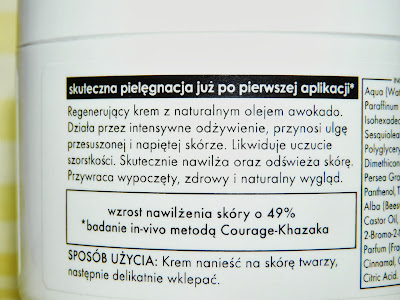 skuteczna pielęgnacja już po pierwszej aplikacji*
Regenerujący krem z naturalnym olejem awokado.
Działa przez intensywne odżywienie, przynosi ulgę
przesuszonej i napiętej skórze. Likwiduje uczucie
szorstkości. Skutecznie nawilża oraz odświeża skórę.
Przywraca wypoczęty, zdrowy i naturalny wygląd.
wzrost nawilżenia skóry o 49%
*badanie in-vivo metodą Courage-Khazaka
SPOSÓB UŻYCIA: Krem nanieść na skórę twarzy,
następnie delikatnie wklepać.
Aqua (Wat
Paraffinum
Isohexadec
Sesquiolea
Polyglycery
Dimethicon
Persea Gra
Panthenol, T
Alba (Bees
Castor Oil,
2-Bromo-2-N
Parfum (Fra
Cinnamal, C
Citric Acid.